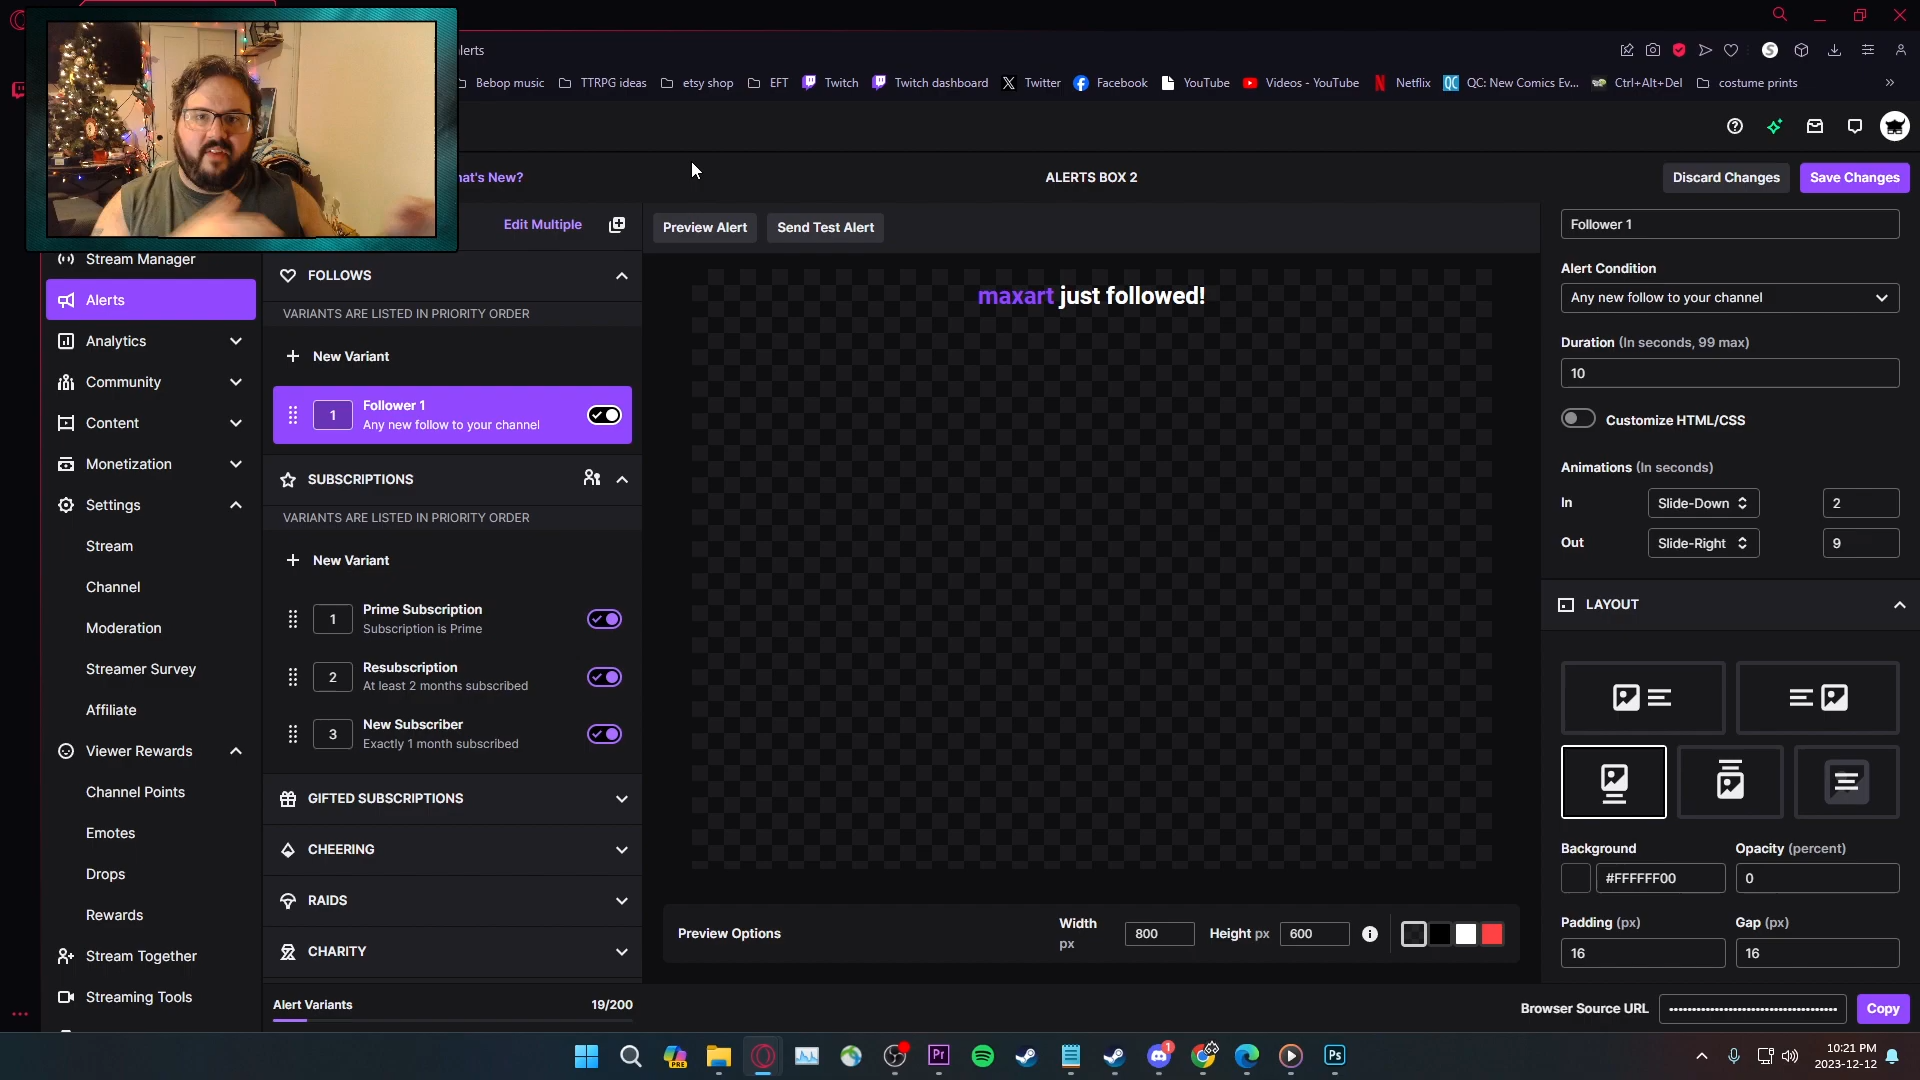 alerts
Bebop music
TTRPG ideas
etsy shop
EFT
Twitch
Twitch dashboard
Twitter
Facebook
YouTube
Videos - YouTube
Netflix
QC: New Comics Ev...
Ctrl+Alt+Del
costume prints
hat's New?
ALERTS BOX 2
Discard Changes
Save Changes
Edit Multiple
Preview Alert
Send Test Alert
Follower 1
Stream Manager
Alerts
Analytics
Community
Content
Monetization
Settings
Stream
Channel
Moderation
Streamer Survey
Affiliate
Viewer Rewards
Channel Points
Emotes
Drops
Rewards
Stream Together
Streaming Tools
FOLLOWS
VARIANTS ARE LISTED IN PRIORITY ORDER
New Variant
1
Follower 1
Any new follow to your channel
SUBSCRIPTIONS
VARIANTS ARE LISTED IN PRIORITY ORDER
New Variant
1
Prime Subscription
Subscription is Prime
2
Resubscription
At least 2 months subscribed
3
New Subscriber
Exactly 1 month subscribed
GIFTED SUBSCRIPTIONS
CHEERING
RAIDS
CHARITY
Alert Variants
19/200
maxart just followed!
Preview Options
Width
px
800
Height px
600
Alert Condition
Any new follow to your channel
Duration (In seconds, 99 max)
10
Customize HTML/CSS
Animations (In seconds)
In
Slide-Down
2
Out
Slide-Right
9
LAYOUT
Background
Opacity (percent)
#FFFFFF00
0
Padding (px)
Gap (px)
16
16
Browser Source URL
Copy
PRE
Pr
1
Ps
10:21 PM
2023-12-12